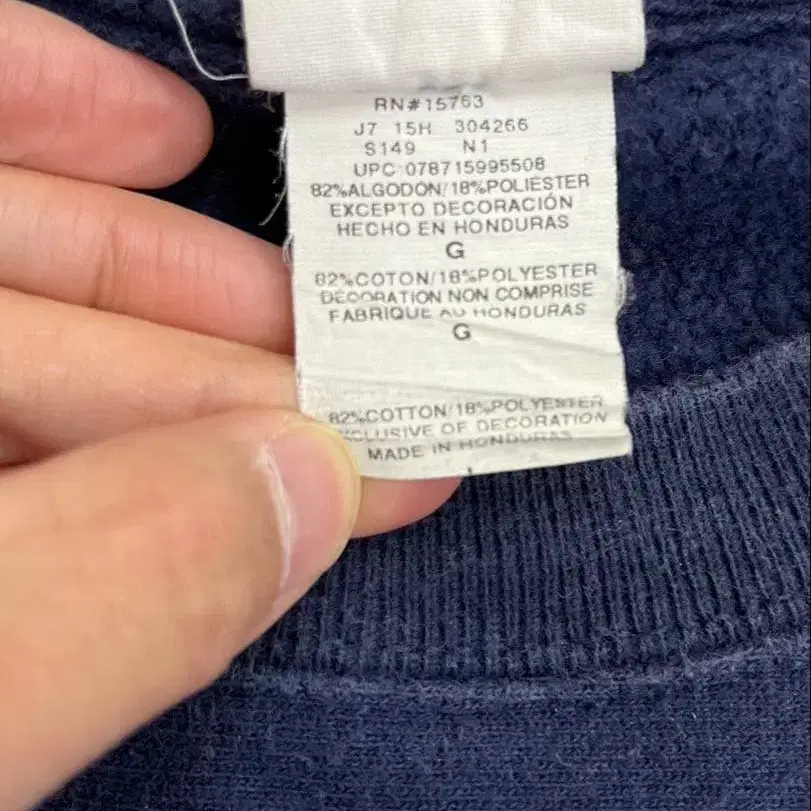 RN#15763
J7 15H 304266
S149 N1
UPC:078715995508
82%ALGODON/18%POLIESTER
EXCEPTO DECORACIÓN
HECHO EN HONDURAS
G
82%COTON/18%POLYESTER
DECORATION NON COMPRISE
FABRIQUE AU HONDURAS
G
82%COTTON/18%POLYESTER
EXCLUSIVE OF DECORATION
MADE IN HONDURAS